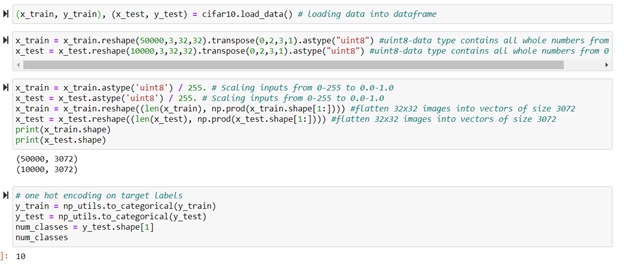 (x_train, y_train), (x_test, y_test) = cifar10.load_data() # loading data into dataframe
x_train = x_train.reshape(50000,3,32,32).transpose(0,2,3,1).astype("uint8") #uint8-data type contains all whole numbers from
x_test = x_test.reshape(10000,3,32,32).transpose(0,2,3,1).astype("uint8") #uint8-data type contains all whole numbers from 0
x_train = x_train.astype('uint8') / 255. # Scaling inputs from 0-255 to 0.0-1.0
x_test = x_test.astype('uint8') / 255. # Scaling inputs from 0-255 to 0.0-1.0
x_train = x_train.reshape((len(x_train), np.prod(x_train.shape[1:]))) #flatten 32x32 images into vectors of size 3072
x_test = x_test.reshape((len(x_test), np.prod(x_test.shape[1:]))) #flatten 32x32 images into vectors of size 3072
print(x_train.shape)
print(x_test.shape)
(50000, 3072)
(10000, 3072)
# one hot encoding on target labels
y_train = np_utils.to_categorical(y_train)
y_test = np_utils.to_categorical(y_test)
num_classes = y_test.shape[1]
num_classes
]: 10